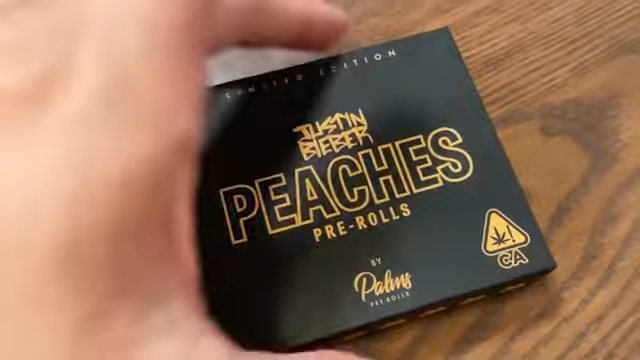 LIMITED EDITION
JUSTIN
BIEBER
PEACHES
PRE-ROLLS
BY
Palms
PRE-ROLLS
!
CA